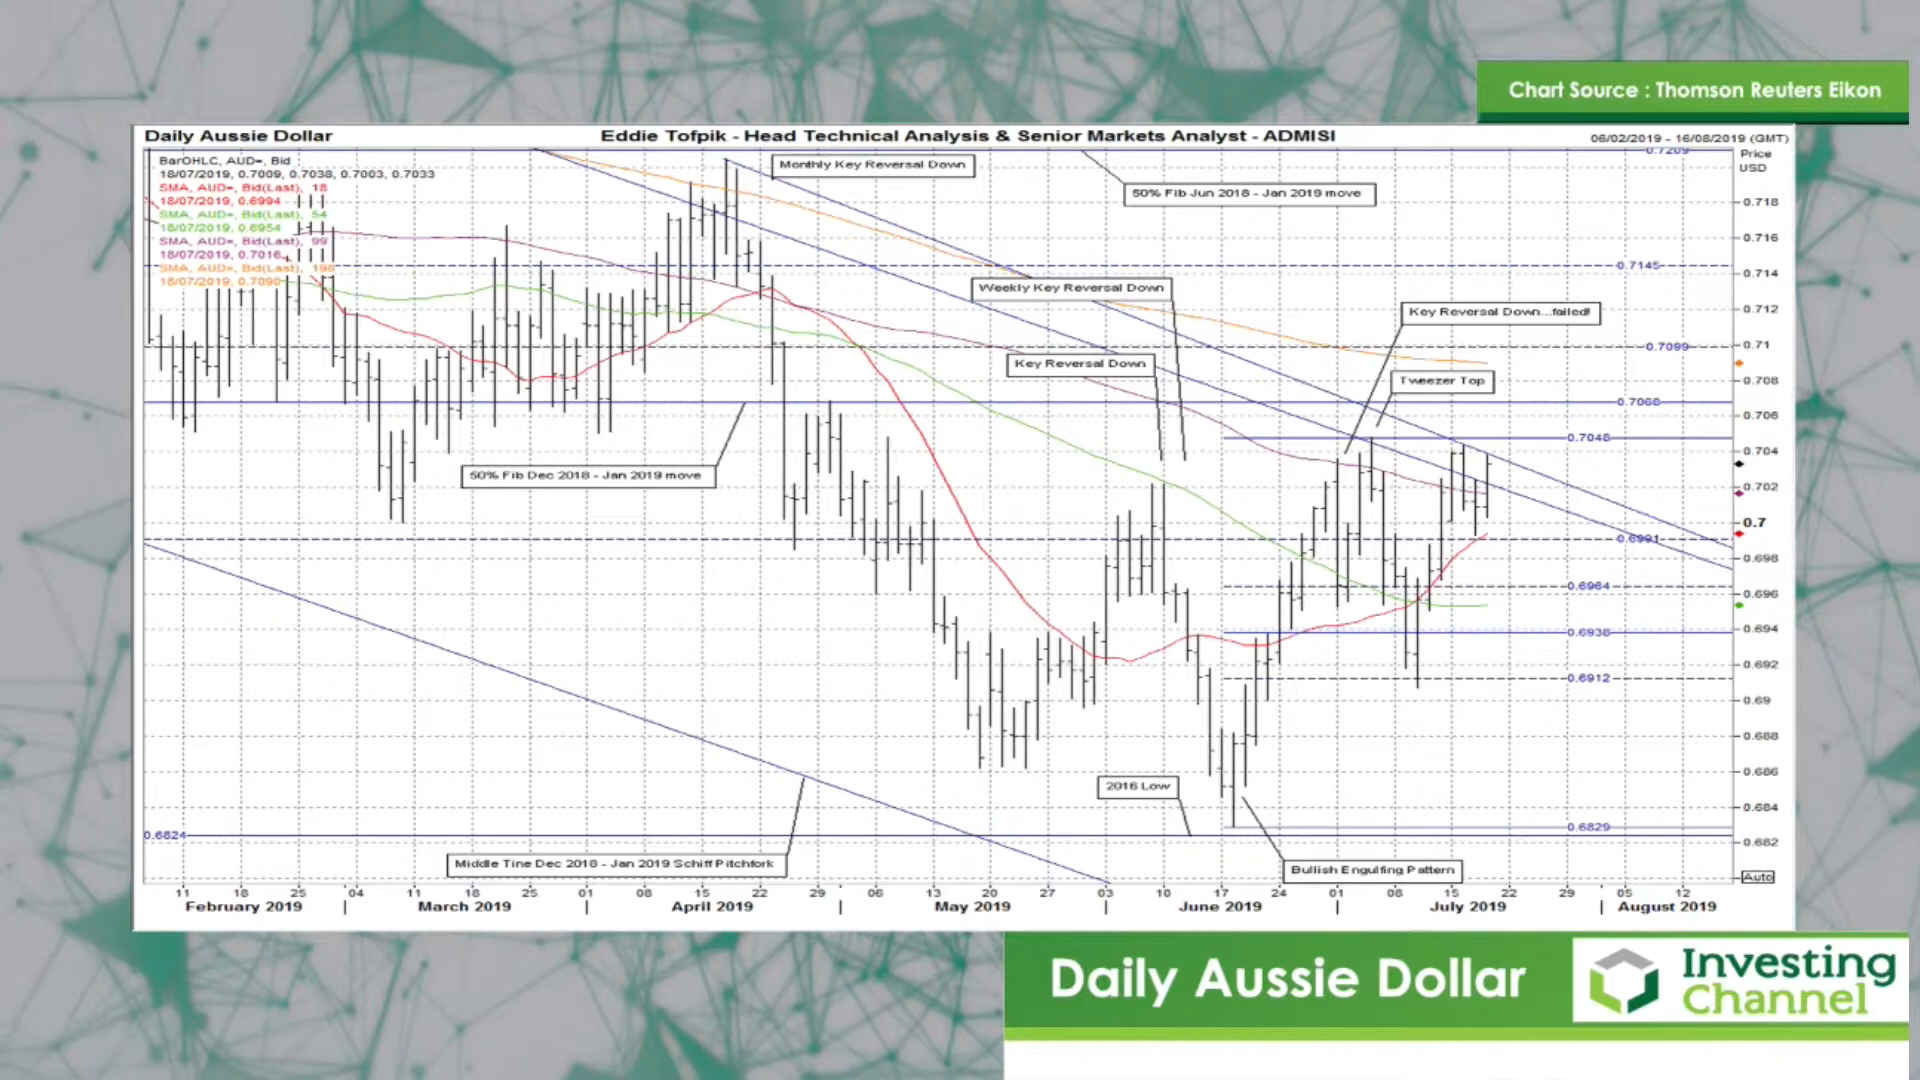 Chart Source : Thomson Reuters Eikon
Daily Aussie Dollar
Eddie Tofpik - Head Technical Analysis & Senior Markets Analyst - ADMISI
06/02/2019 - 16/08/2019 (GMT)
BarOHLC, AUD=, Bid
18/07/2019, 0.7009, 0.7038, 0.7003, 0.7033
SMA, AUD=, Bid(Last), 18
18/07/2019, 0.6994
SMA, AUD=, Bid(Last), 54
18/07/2019, 0.6954
SMA, AUD=, Bid(Last), 99
18/07/2019, 0.7016
SMA, AUD=, Bid(Last), 198
18/07/2019, 0.7090
Monthly Key Reversal Down
50% Fib Jun 2018 - Jan 2019 move
Weekly Key Reversal Down
Key Reversal Down...failed!
Key Reversal Down
Tweezer Top
50% Fib Dec 2018 - Jan 2019 move
2016 Low
Middle Tine Dec 2018 - Jan 2019 Schiff Pitchfork
Bullish Engulfing Pattern
0.7209
0.7145
0.7099
0.7068
0.7048
0.6991
0.6964
0.6938
0.6912
0.6829
0.6824
Price
USD
0.718
0.716
0.714
0.712
0.71
0.708
0.706
0.704
0.702
0.7
0.698
0.696
0.694
0.692
0.69
0.688
0.686
0.684
0.682
Auto
11 18 25 04 11 18 25 01 08 15 22 29 06 13 20 27 03 10 17 24 01 08 15 22 29 05 12
February 2019 March 2019 April 2019 May 2019 June 2019 July 2019 August 2019
Daily Aussie Dollar
Investing
Channel